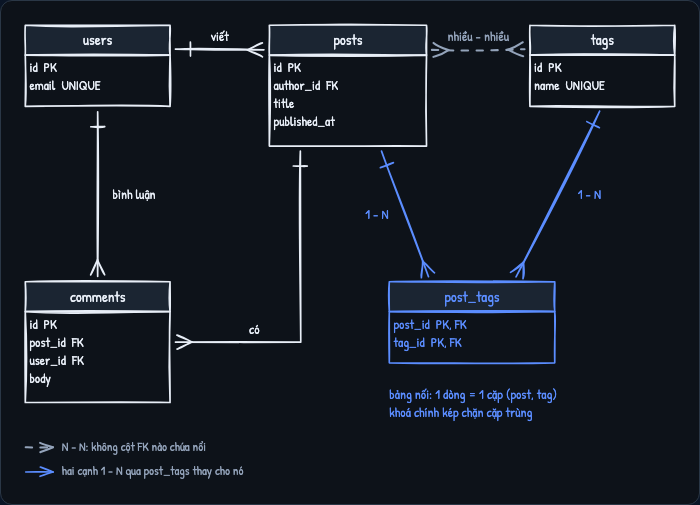 users
id PK
email UNIQUE
viết
posts
id PK
author_id FK
title
published_at
nhiều - nhiều
tags
id PK
name UNIQUE
bình luận
1 - N
1 - N
comments
id PK
post_id FK
user_id FK
body
có
post_tags
post_id PK, FK
tag_id PK, FK
bảng nối: 1 dòng = 1 cặp (post, tag)
khoá chính kép chặn cặp trùng
N - N: không cột FK nào chứa nổi
hai cạnh 1 - N qua post_tags thay cho nó